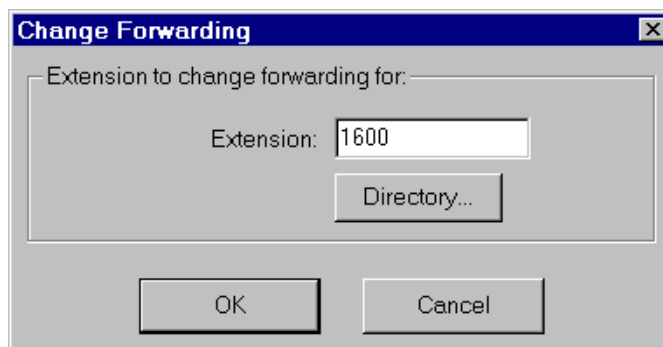 Change Forwarding
Extension to change forwarding for:
Extension: 1600
Directory...
OK Cancel